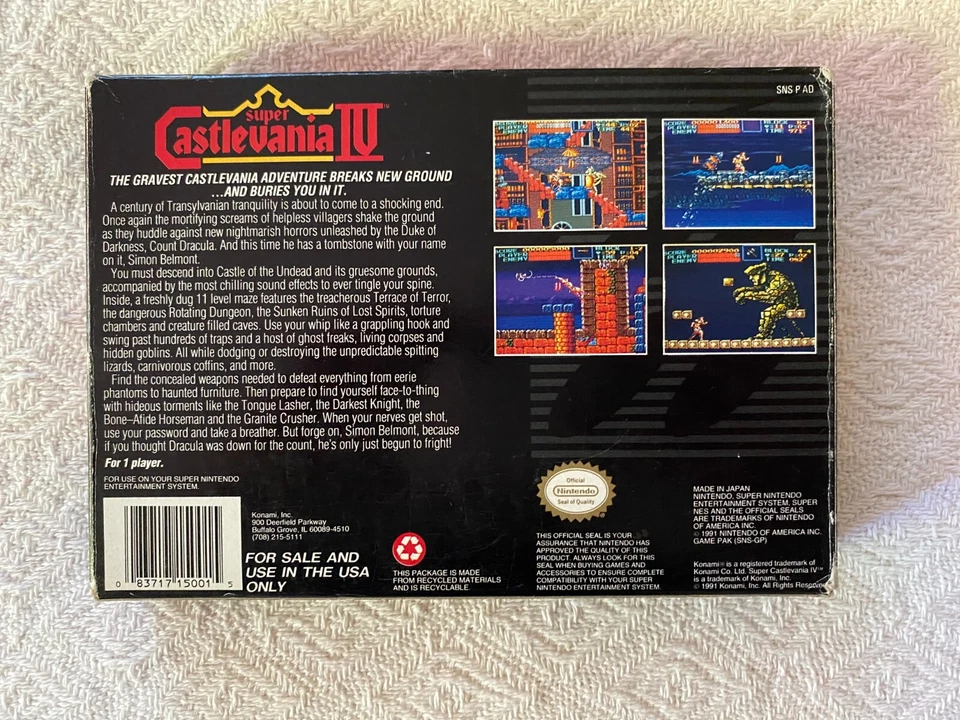 SNS P AD
super
Castlevania IV™
THE GRAVEST CASTLEVANIA ADVENTURE BREAKS NEW GROUND
...AND BURIES YOU IN IT.
A century of Transylvanian tranquility is about to come to a shocking end.
Once again the mortifying screams of helpless villagers shake the ground
as they huddle against new nightmarish horrors unleashed by the Duke of
Darkness, Count Dracula. And this time he has a tombstone with your name
on it, Simon Belmont.
You must descend into Castle of the Undead and its gruesome grounds,
accompanied by the most chilling sound effects to ever tingle your spine.
Inside, a freshly dug 11 level maze features the treacherous Terrace of Terror,
the dangerous Rotating Dungeon, the Sunken Ruins of Lost Spirits, torture
chambers and creature filled caves. Use your whip like a grappling hook and
swing past hundreds of traps and a host of ghost freaks, living corpses and
hidden goblins. All while dodging or destroying the unpredictable spitting
lizards, carnivorous coffins, and more.
Find the concealed weapons needed to defeat everything from eerie
phantoms to haunted furniture. Then prepare to find yourself face-to-thing
with hideous torments like the Tongue Lasher, the Darkest Knight, the
Bone–Afide Horseman and the Granite Crusher. When your nerves get shot,
use your password and take a breather. But forge on, Simon Belmont, because
if you thought Dracula was down for the count, he's only just begun to fright!
For 1 player.
FOR USE ON YOUR SUPER NINTENDO
ENTERTAINMENT SYSTEM.
0 83717 15001 5
Konami, Inc.
900 Deerfield Parkway
Buffalo Grove, IL 60089-4510
(708) 215-5111
FOR SALE AND
USE IN THE USA
ONLY
THIS PACKAGE IS MADE
FROM RECYCLED MATERIALS
AND IS RECYCLABLE.
Official
Nintendo
Seal of Quality
THIS OFFICIAL SEAL IS YOUR
ASSURANCE THAT NINTENDO HAS
APPROVED THE QUALITY OF THIS
PRODUCT. ALWAYS LOOK FOR THIS
SEAL WHEN BUYING GAMES AND
ACCESSORIES TO ENSURE COMPLETE
COMPATIBILITY WITH YOUR SUPER
NINTENDO ENTERTAINMENT SYSTEM.
MADE IN JAPAN
NINTENDO, SUPER NINTENDO
ENTERTAINMENT SYSTEM, SUPER
NES AND THE OFFICIAL SEALS
ARE TRADEMARKS OF NINTENDO
OF AMERICA INC.
© 1991 NINTENDO OF AMERICA INC.
GAME PAK (SNS-GP)
Konami® is a registered trademark of
Konami Co. Ltd. Super Castlevania IV™
is a trademark of Konami, Inc.
© 1991 Konami, Inc. All Rights Reserved